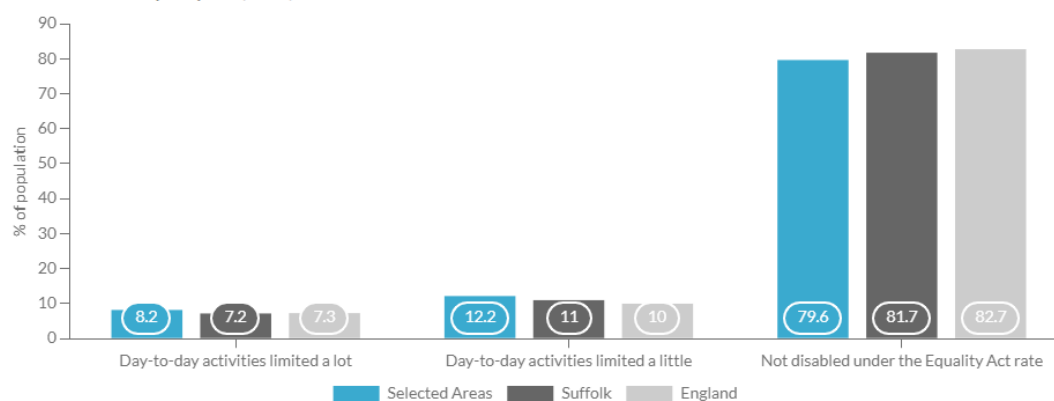 90
80
70
60
50
40
30
20
10
0
% of population
8.2 7.2 7.3 12.2 11 10 79.6 81.7 82.7
Day-to-day activities limited a lot Day-to-day activities limited a little Not disabled under the Equality Act rate
Selected Areas Suffolk England